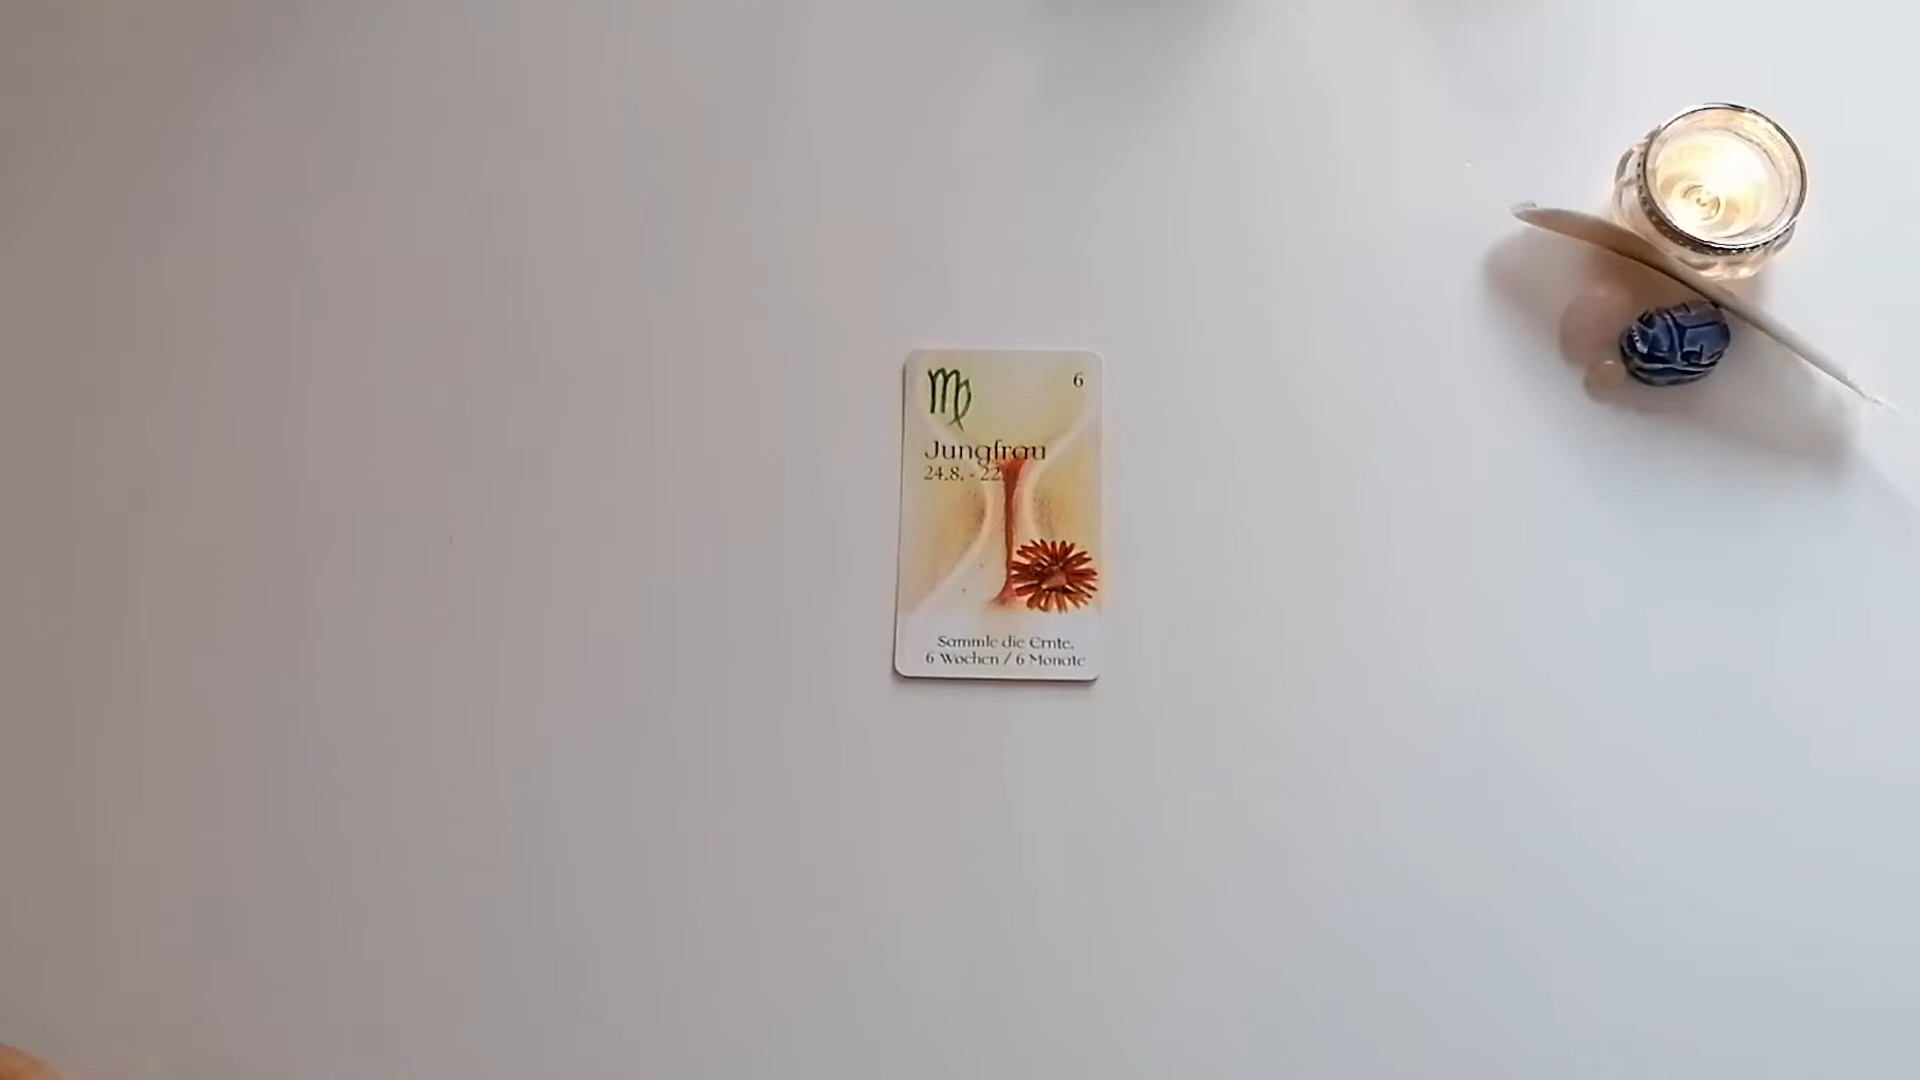 6
Jungfrau
24.8. - 22.
Sammle die Ernte.
6 Wochen / 6 Monate